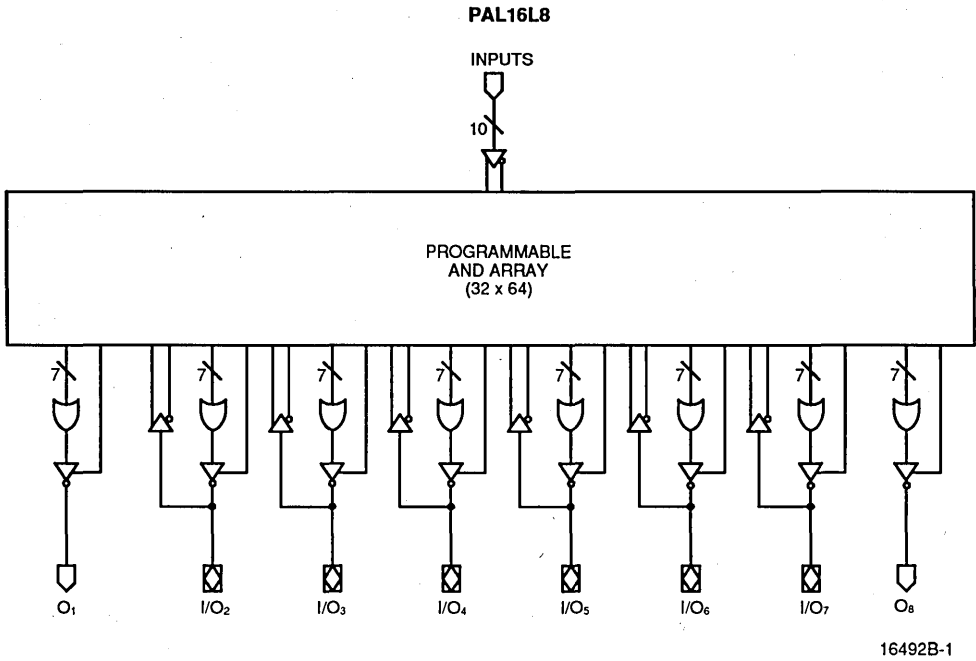 PAL16L8
INPUTS
10
PROGRAMMABLE
AND ARRAY
(32 x 64)
7 7 7 7 7 7 7 7
O₁ I/O₂ I/O₃ I/O₄ I/O₅ I/O₆ I/O₇ O₈
16492B-1